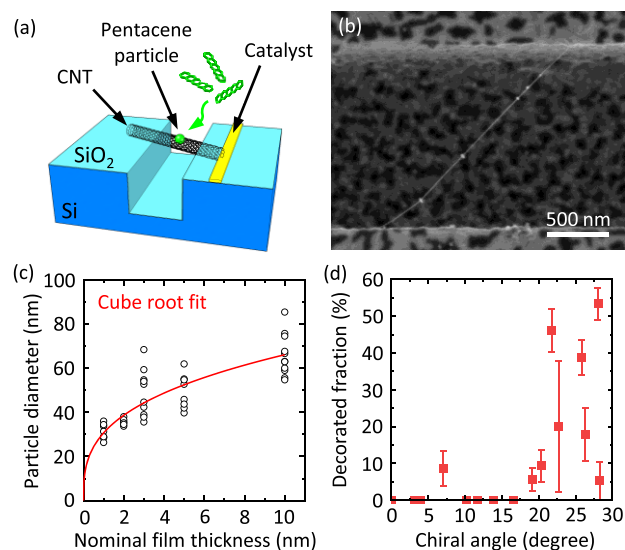 (a)
Pentacene
particle
Catalyst
CNT
SiO2
Si
(b)
500 nm
(c)
Cube root fit
Particle diameter (nm)
100
80
60
40
20
0
0 2 4 6 8 10
Nominal film thickness (nm)
(d)
Decorated fraction (%)
60
50
40
30
20
10
0
0 5 10 15 20 25 30
Chiral angle (degree)